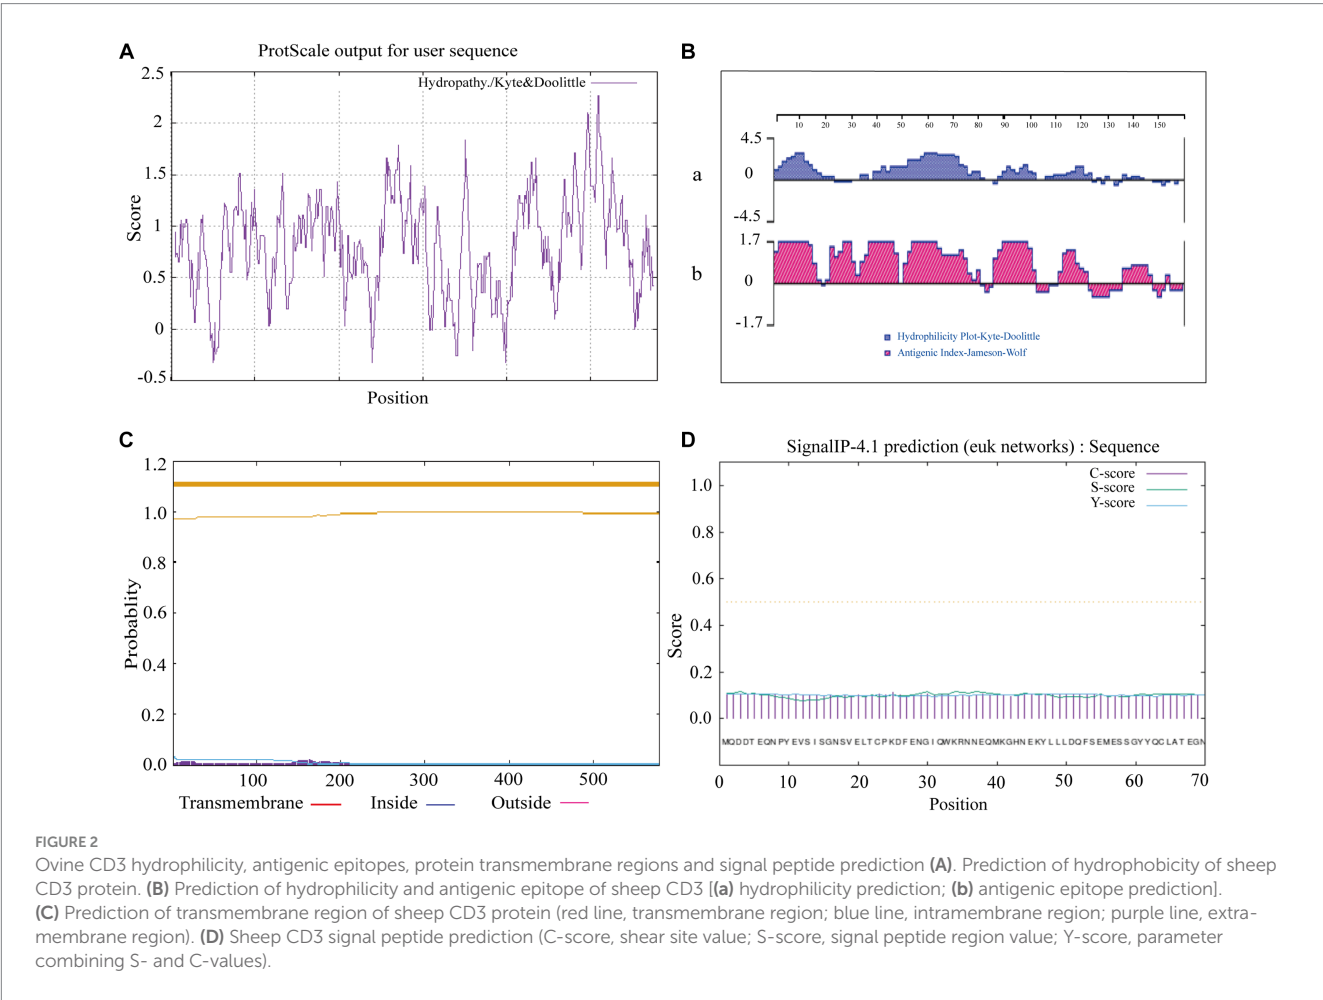 A
ProtScale output for user sequence
Hydropathy./Kyte&Doolittle
2.5
2
1.5
1
0.5
0
-0.5
Score
Position
B
10 20 30 40 50 60 70 80 90 100 110 120 130 140 150
a
4.5
0
-4.5
b
1.7
0
-1.7
Hydrophilicity Plot-Kyte-Doolittle
Antigenic Index-Jameson-Wolf
C
1.2
1.0
0.8
0.6
0.4
0.2
0.0
Probablity
100 200 300 400 500
Transmembrane Inside Outside
D
SignalIP-4.1 prediction (euk networks) : Sequence
C-score
S-score
Y-score
1.0
0.8
0.6
0.4
0.2
0.0
Score
MQDDT EQNPYEVSISGNSVELTCPKDFENGIQWKRNNEQMKGHNEKYLLLDQFSEMESSGYYQCLATEGN
0 10 20 30 40 50 60 70
Position
FIGURE 2
Ovine CD3 hydrophilicity, antigenic epitopes, protein transmembrane regions and signal peptide prediction (A). Prediction of hydrophobicity of sheep
CD3 protein. (B) Prediction of hydrophilicity and antigenic epitope of sheep CD3 [(a) hydrophilicity prediction; (b) antigenic epitope prediction].
(C) Prediction of transmembrane region of sheep CD3 protein (red line, transmembrane region; blue line, intramembrane region; purple line, extra-
membrane region). (D) Sheep CD3 signal peptide prediction (C-score, shear site value; S-score, signal peptide region value; Y-score, parameter
combining S- and C-values).